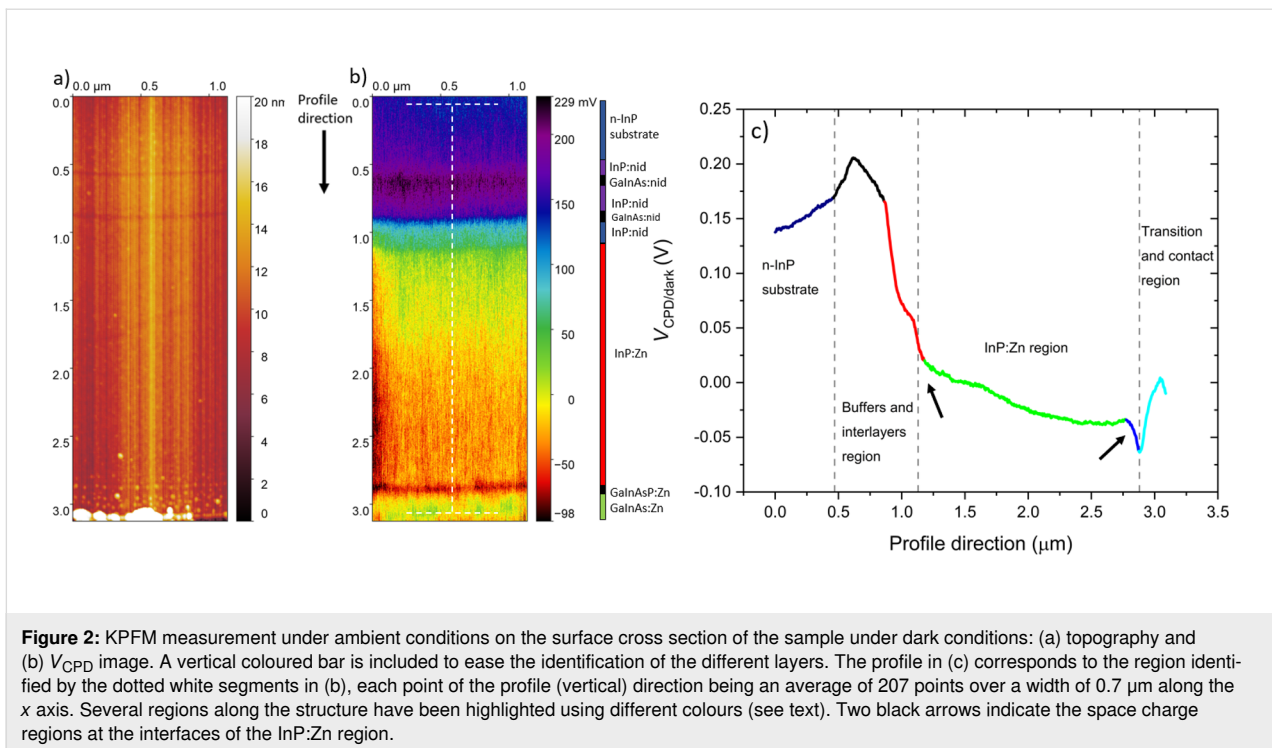 a)
0.0 µm 0.5 1.0
0.0
0.5
1.0
1.5
2.0
2.5
3.0
20 nm
18
16
14
12
10
8
6
4
2
0
Profile
direction
b)
0.0 µm 0.5 1.0
0.0
0.5
1.0
1.5
2.0
2.5
3.0
229 mV
200
150
100
50
0
−50
−98
n-InP
substrate
InP:nid
GaInAs:nid
InP:nid
GaInAs:nid
InP:nid
InP:Zn
GaInAsP:Zn
GaInAs:Zn
c)
VCPD/dark (V)
0.25
0.20
0.15
0.10
0.05
0.00
-0.05
-0.10
n-InP
substrate
Buffers and
interlayers
region
InP:Zn region
Transition
and contact
region
0.0 0.5 1.0 1.5 2.0 2.5 3.0 3.5
Profile direction (µm)
Figure 2: KPFM measurement under ambient conditions on the surface cross section of the sample under dark conditions: (a) topography and
(b) VCPD image. A vertical coloured bar is included to ease the identification of the different layers. The profile in (c) corresponds to the region identi-
fied by the dotted white segments in (b), each point of the profile (vertical) direction being an average of 207 points over a width of 0.7 µm along the
x axis. Several regions along the structure have been highlighted using different colours (see text). Two black arrows indicate the space charge
regions at the interfaces of the InP:Zn region.